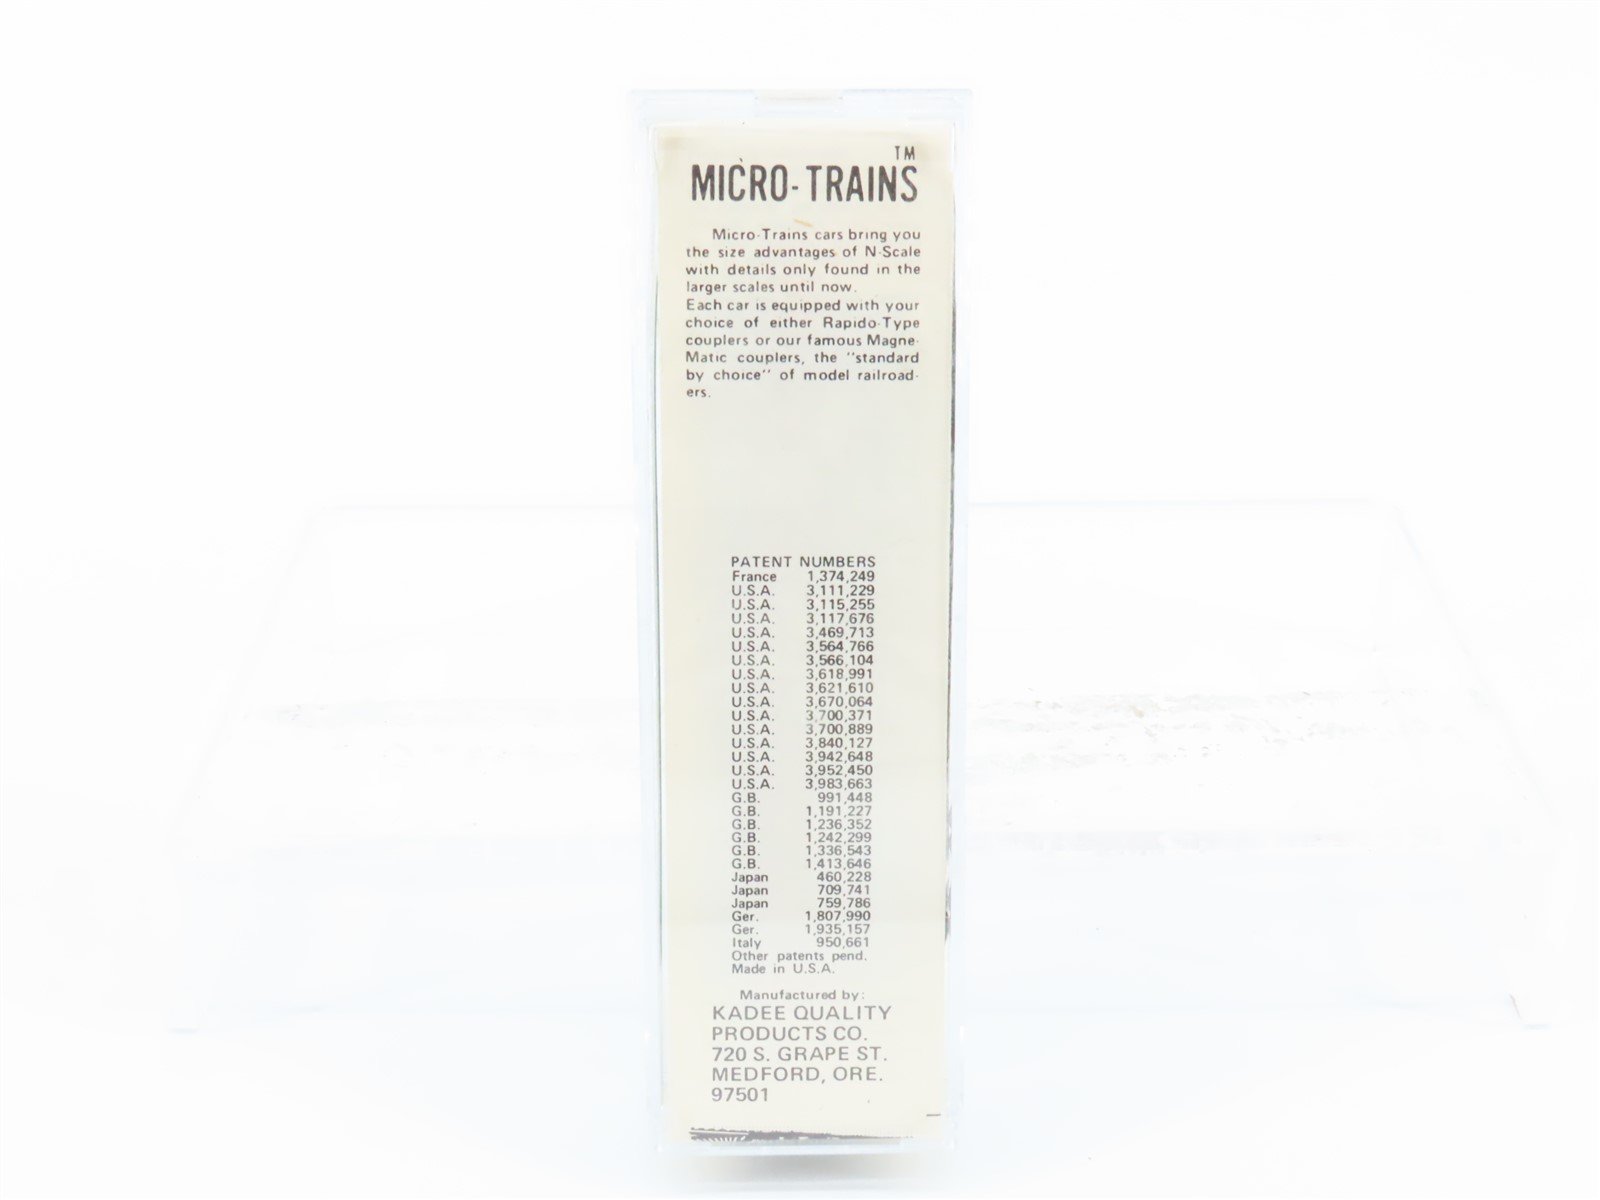 TM
MICRO-TRAINS
Micro-Trains cars bring you
the size advantages of N-Scale
with details only found in the
larger scales until now.
Each car is equipped with your
choice of either Rapido-Type
couplers or our famous Magne-
Matic couplers, the "standard
by choice" of model railroad-
ers.
PATENT NUMBERS
France 1,374,249
U.S.A. 3,111,229
U.S.A. 3,115,255
U.S.A. 3,117,676
U.S.A. 3,469,713
U.S.A. 3,564,766
U.S.A. 3,566,104
U.S.A. 3,618,991
U.S.A. 3,621,610
U.S.A. 3,670,064
U.S.A. 3,700,371
U.S.A. 3,700,889
U.S.A. 3,840,127
U.S.A. 3,942,648
U.S.A. 3,952,450
U.S.A. 3,983,663
G.B. 991,448
G.B. 1,191,227
G.B. 1,236,352
G.B. 1,242,299
G.B. 1,336,543
G.B. 1,413,646
Japan 460,228
Japan 709,741
Japan 759,786
Ger. 1,807,990
Ger. 1,935,157
Italy 950,661
Other patents pend.
Made in U.S.A.
Manufactured by:
KADEE QUALITY
PRODUCTS CO.
720 S. GRAPE ST.
MEDFORD, ORE.
97501